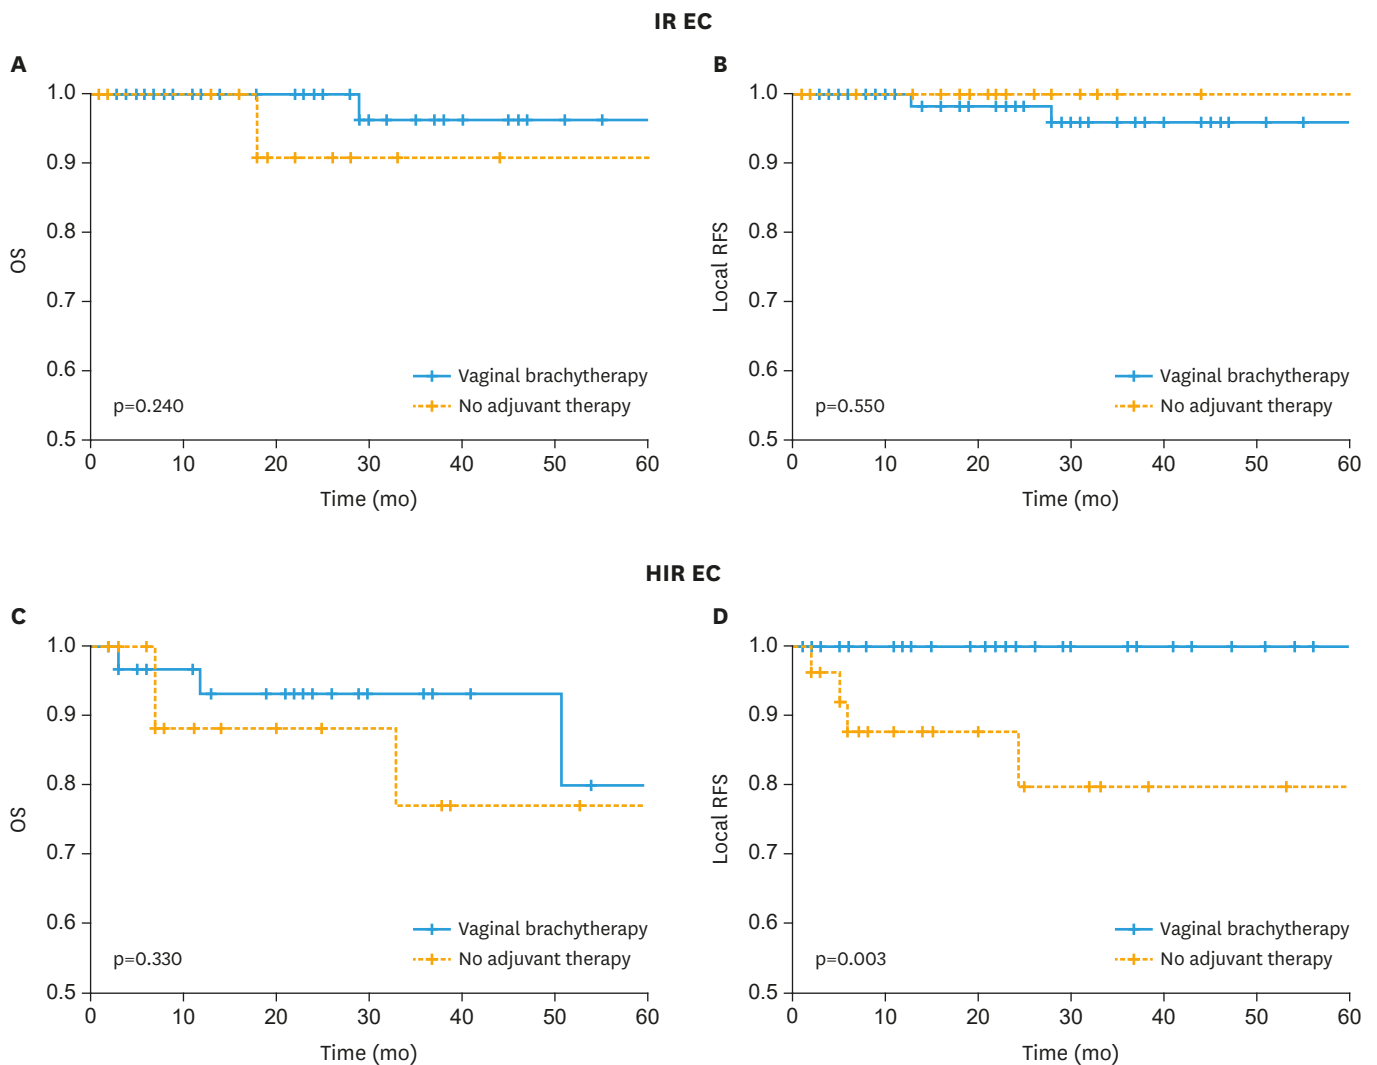 IR EC
A
1.0
0.9
0.8
0.7
0.6
0.5
OS
Vaginal brachytherapy
No adjuvant therapy
p=0.240
0 10 20 30 40 50 60
Time (mo)
B
1.0
0.9
0.8
0.7
0.6
0.5
Local RFS
Vaginal brachytherapy
No adjuvant therapy
p=0.550
0 10 20 30 40 50 60
Time (mo)
HIR EC
C
1.0
0.9
0.8
0.7
0.6
0.5
OS
Vaginal brachytherapy
No adjuvant therapy
p=0.330
0 10 20 30 40 50 60
Time (mo)
D
1.0
0.9
0.8
0.7
0.6
0.5
Local RFS
Vaginal brachytherapy
No adjuvant therapy
p=0.003
0 10 20 30 40 50 60
Time (mo)